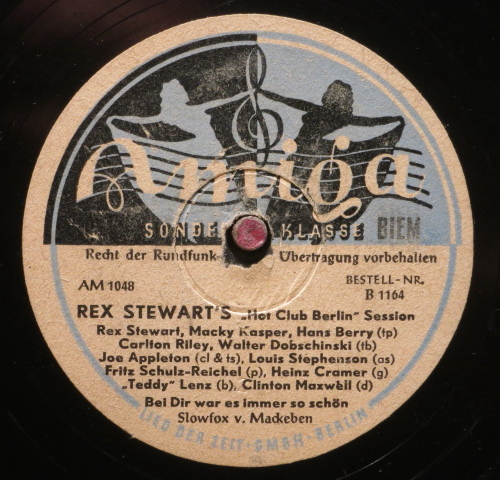 Amiga
SONDERKLASSE BIEM
Recht der Rundfunk- Übertragung vorbehalten
AM 1048
BESTELL-NR.
B 1164
REX STEWART'S „Hot Club Berlin" Session
Rex Stewart, Macky Kasper, Hans Berry (tp)
Carlton Riley, Walter Dobschinski (tb)
Joe Appleton (cl & ts), Louis Stephenson (as)
Fritz Schulz-Reichel (p), Heinz Cramer (g)
„Teddy" Lenz (b), Clinton Maxwell (d)
Bei Dir war es immer so schön
Slowfox v. Mackeben
LIED DER ZEIT · GMBH · BERLIN